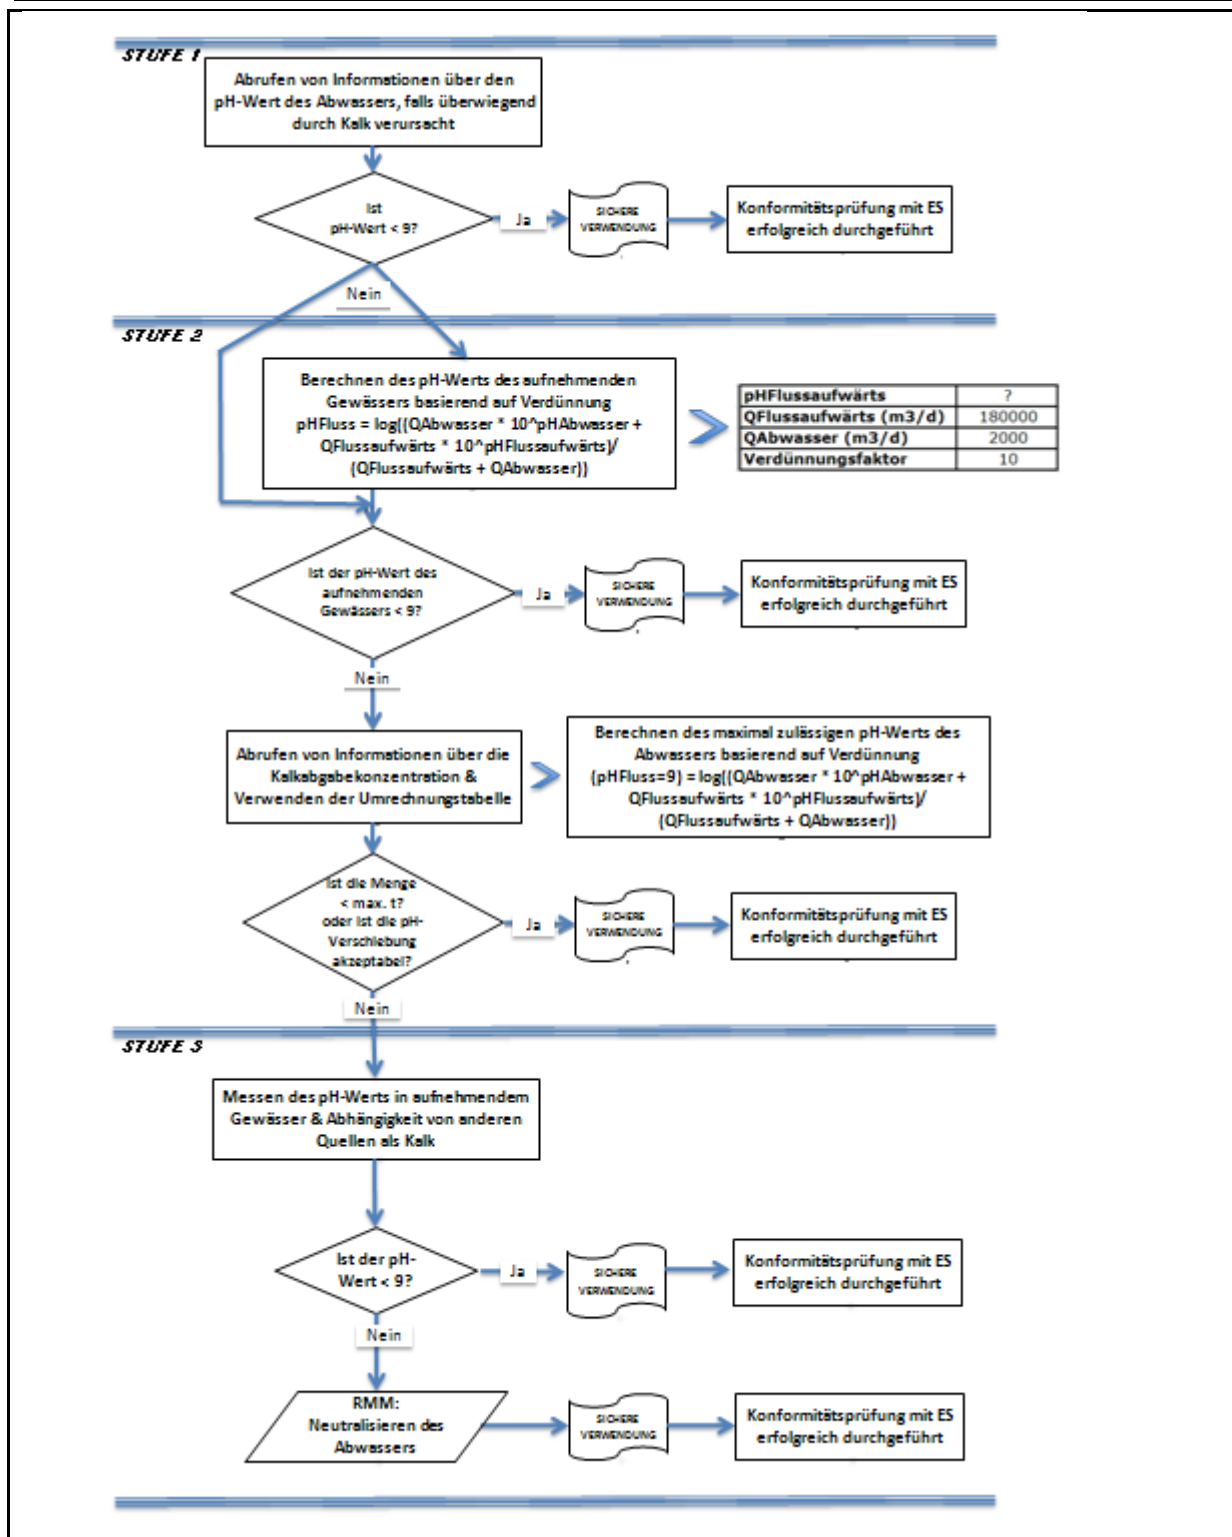 STUFE 1
Abrufen von Informationen über den
pH-Wert des Abwassers, falls überwiegend
durch Kalk verursacht
Ist
pH-Wert < 9?
Ja
SICHERE
VERWENDUNG
Konformitätsprüfung mit ES
erfolgreich durchgeführt
Nein
STUFE 2
Berechnen des pH-Werts des aufnehmenden
Gewässers basierend auf Verdünnung
pHFluss = log((QAbwasser * 10^pHAbwasser +
QFlussaufwärts * 10^pHFlussaufwärts)/
(QFlussaufwärts + QAbwasser))
pHFlussaufwärts ?
QFlussaufwärts (m3/d) 180000
QAbwasser (m3/d) 2000
Verdünnungsfaktor 10
Ist der pH-Wert des
aufnehmenden
Gewässers < 9?
Ja
SICHERE
VERWENDUNG
Konformitätsprüfung mit ES
erfolgreich durchgeführt
Nein
Abrufen von Informationen über die
Kalkabgabekonzentration &
Verwenden der Umrechnungstabelle
Berechnen des maximal zulässigen pH-Werts des
Abwassers basierend auf Verdünnung
(pHFluss=9) = log((QAbwasser * 10^pHAbwasser +
QFlussaufwärts * 10^pHFlussaufwärts)/
(QFlussaufwärts + QAbwasser))
Ist die Menge
< max. t?
oder ist die pH-
Verschiebung
akzeptabel?
Ja
SICHERE
VERWENDUNG
Konformitätsprüfung mit ES
erfolgreich durchgeführt
Nein
STUFE 3
Messen des pH-Werts in aufnehmendem
Gewässer & Abhängigkeit von anderen
Quellen als Kalk
Ist der pH-
Wert < 9?
Ja
SICHERE
VERWENDUNG
Konformitätsprüfung mit ES
erfolgreich durchgeführt
Nein
RMM:
Neutralisieren des
Abwassers
SICHERE
VERWENDUNG
Konformitätsprüfung mit ES
erfolgreich durchgeführt